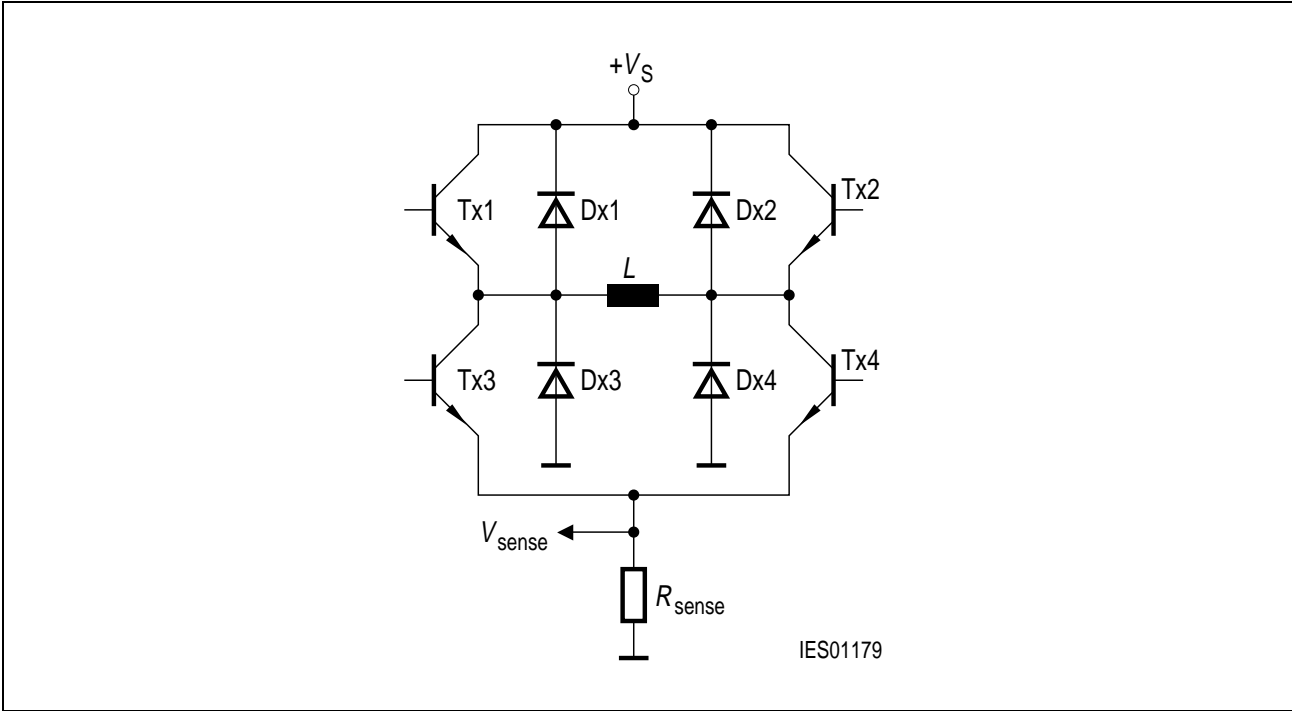 +VS
Tx1
Dx1
Dx2
Tx2
L
Tx3
Dx3
Dx4
Tx4
Vsense
Rsense
IES01179